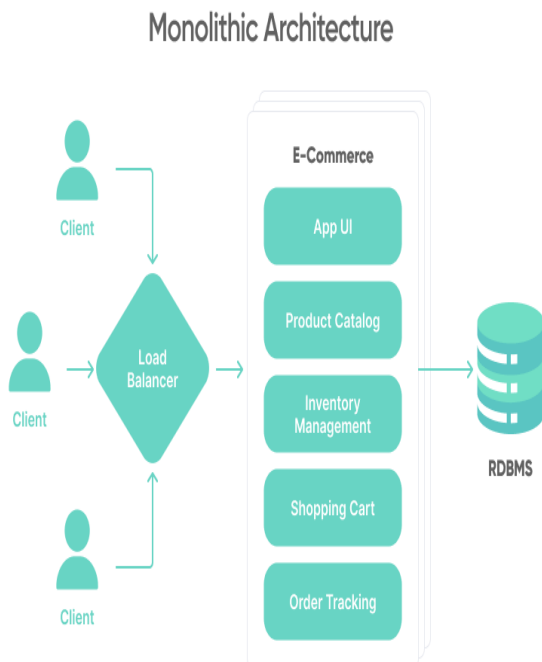 Monolithic Architecture
Client
Client
Client
Load
Balancer
E-Commerce
App UI
Product Catalog
Inventory
Management
Shopping Cart
Order Tracking
RDBMS